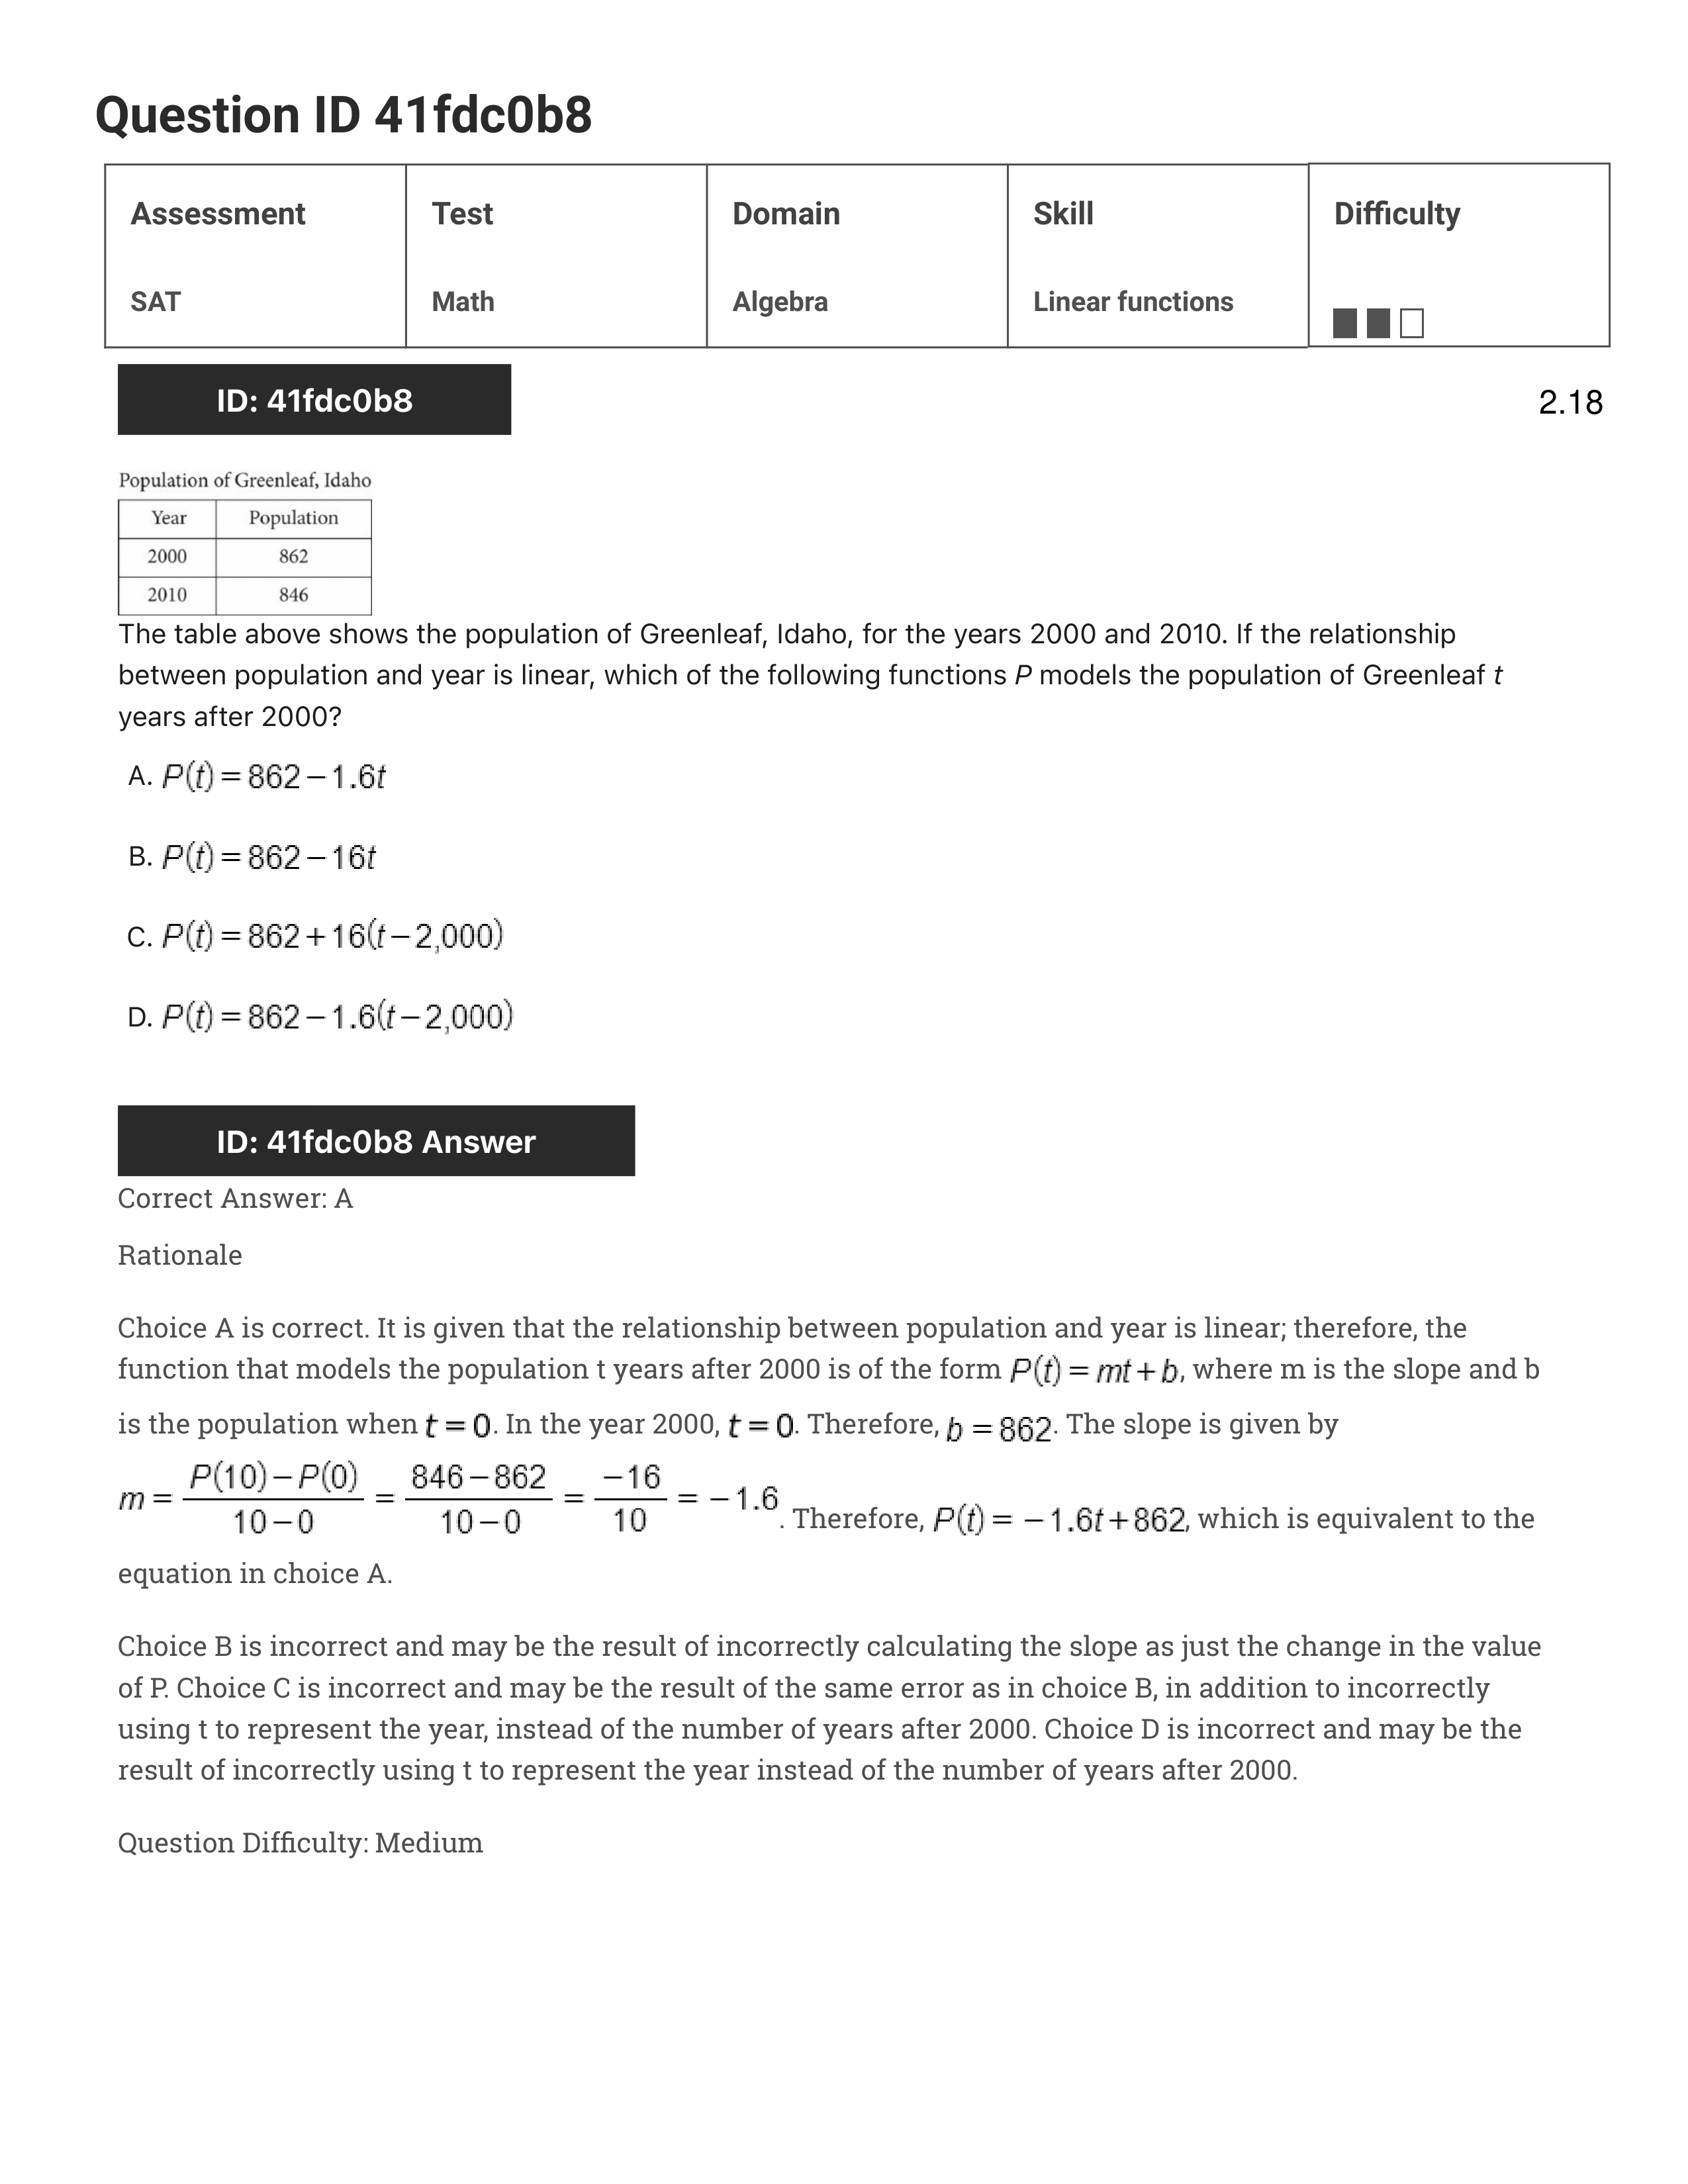 Question ID 41fdc0b8
Assessment Test Domain Skill Difficulty
SAT Math Algebra Linear functions
ID: 41fdc0b8
2.18
Population of Greenleaf, Idaho
Year Population
2000 862
2010 846
The table above shows the population of Greenleaf, Idaho, for the years 2000 and 2010. If the relationship
between population and year is linear, which of the following functions P models the population of Greenleaf t
years after 2000?
A. P(t) = 862 − 1.6t
B. P(t) = 862 − 16t
C. P(t) = 862 + 16(t − 2,000)
D. P(t) = 862 − 1.6(t − 2,000)
ID: 41fdc0b8 Answer
Correct Answer: A
Rationale
Choice A is correct. It is given that the relationship between population and year is linear; therefore, the
function that models the population t years after 2000 is of the form P(t) = mt + b, where m is the slope and b
is the population when t = 0. In the year 2000, t = 0. Therefore, b = 862. The slope is given by
m = (P(10) − P(0))/(10 − 0) = (846 − 862)/(10 − 0) = −16/10 = −1.6. Therefore, P(t) = −1.6t + 862, which is equivalent to the
equation in choice A.
Choice B is incorrect and may be the result of incorrectly calculating the slope as just the change in the value
of P. Choice C is incorrect and may be the result of the same error as in choice B, in addition to incorrectly
using t to represent the year, instead of the number of years after 2000. Choice D is incorrect and may be the
result of incorrectly using t to represent the year instead of the number of years after 2000.
Question Difficulty: Medium